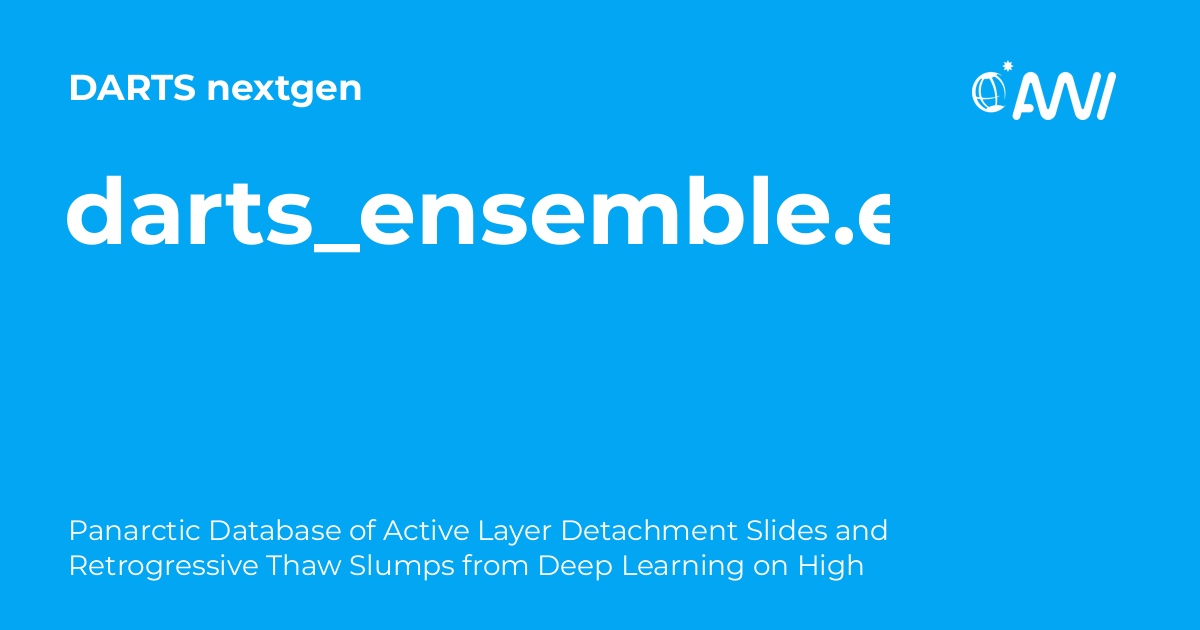 DARTS nextgen
AWI
darts_ensemble.e
Panarctic Database of Active Layer Detachment Slides and
Retrogressive Thaw Slumps from Deep Learning on High